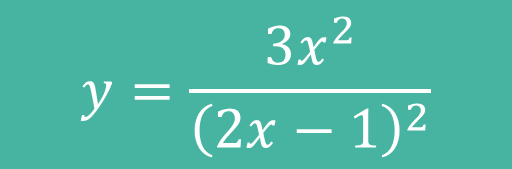 y = 3x² / (2x − 1)²